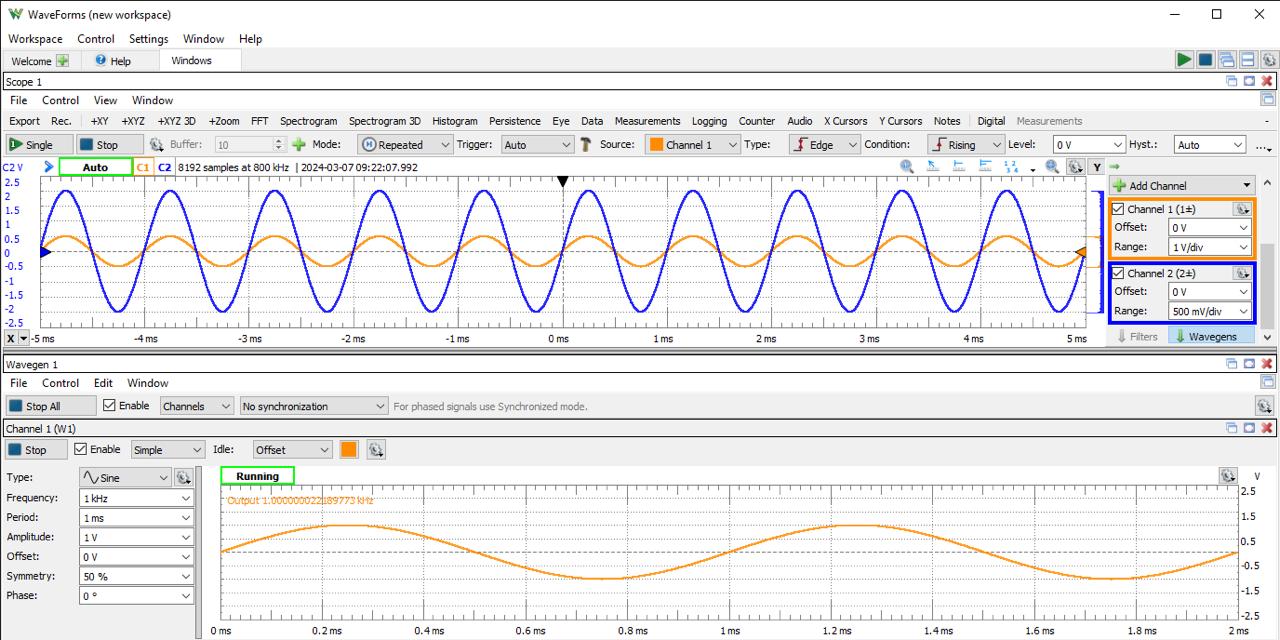 WaveForms (new workspace)
Workspace Control Settings Window Help
Welcome Help Windows
Scope 1
File Control View Window
Export Rec. +XY +XYZ +XYZ 3D +Zoom FFT Spectrogram Spectrogram 3D Histogram Persistence Eye Data Measurements Logging Counter Audio X Cursors Y Cursors Notes Digital Measurements
Single Stop Buffer: 10 Mode: Repeated Trigger: Auto Source: Channel 1 Type: Edge Condition: Rising Level: 0 V Hyst.: Auto ...
C2 V Auto C1 C2 8192 samples at 800 kHz | 2024-03-07 09:22:07.992 Y
2.5
2
1.5
1
0.5
0
-0.5
-1
-1.5
-2
-2.5
X -5 ms -4 ms -3 ms -2 ms -1 ms 0 ms 1 ms 2 ms 3 ms 4 ms 5 ms
Add Channel
Channel 1 (1±)
Offset: 0 V
Range: 1 V/div
Channel 2 (2±)
Offset: 0 V
Range: 500 mV/div
Filters Wavegens
Wavegen 1
File Control Edit Window
Stop All Enable Channels No synchronization For phased signals use Synchronized mode.
Channel 1 (W1)
Stop Enable Simple Idle: Offset
Type: Sine
Frequency: 1 kHz
Period: 1 ms
Amplitude: 1 V
Offset: 0 V
Symmetry: 50 %
Phase: 0 °
Running V
Output 1.000000022189773 kHz
2.5
1.5
0.5
-0.5
-1.5
-2.5
0 ms 0.2 ms 0.4 ms 0.6 ms 0.8 ms 1 ms 1.2 ms 1.4 ms 1.6 ms 1.8 ms 2 ms